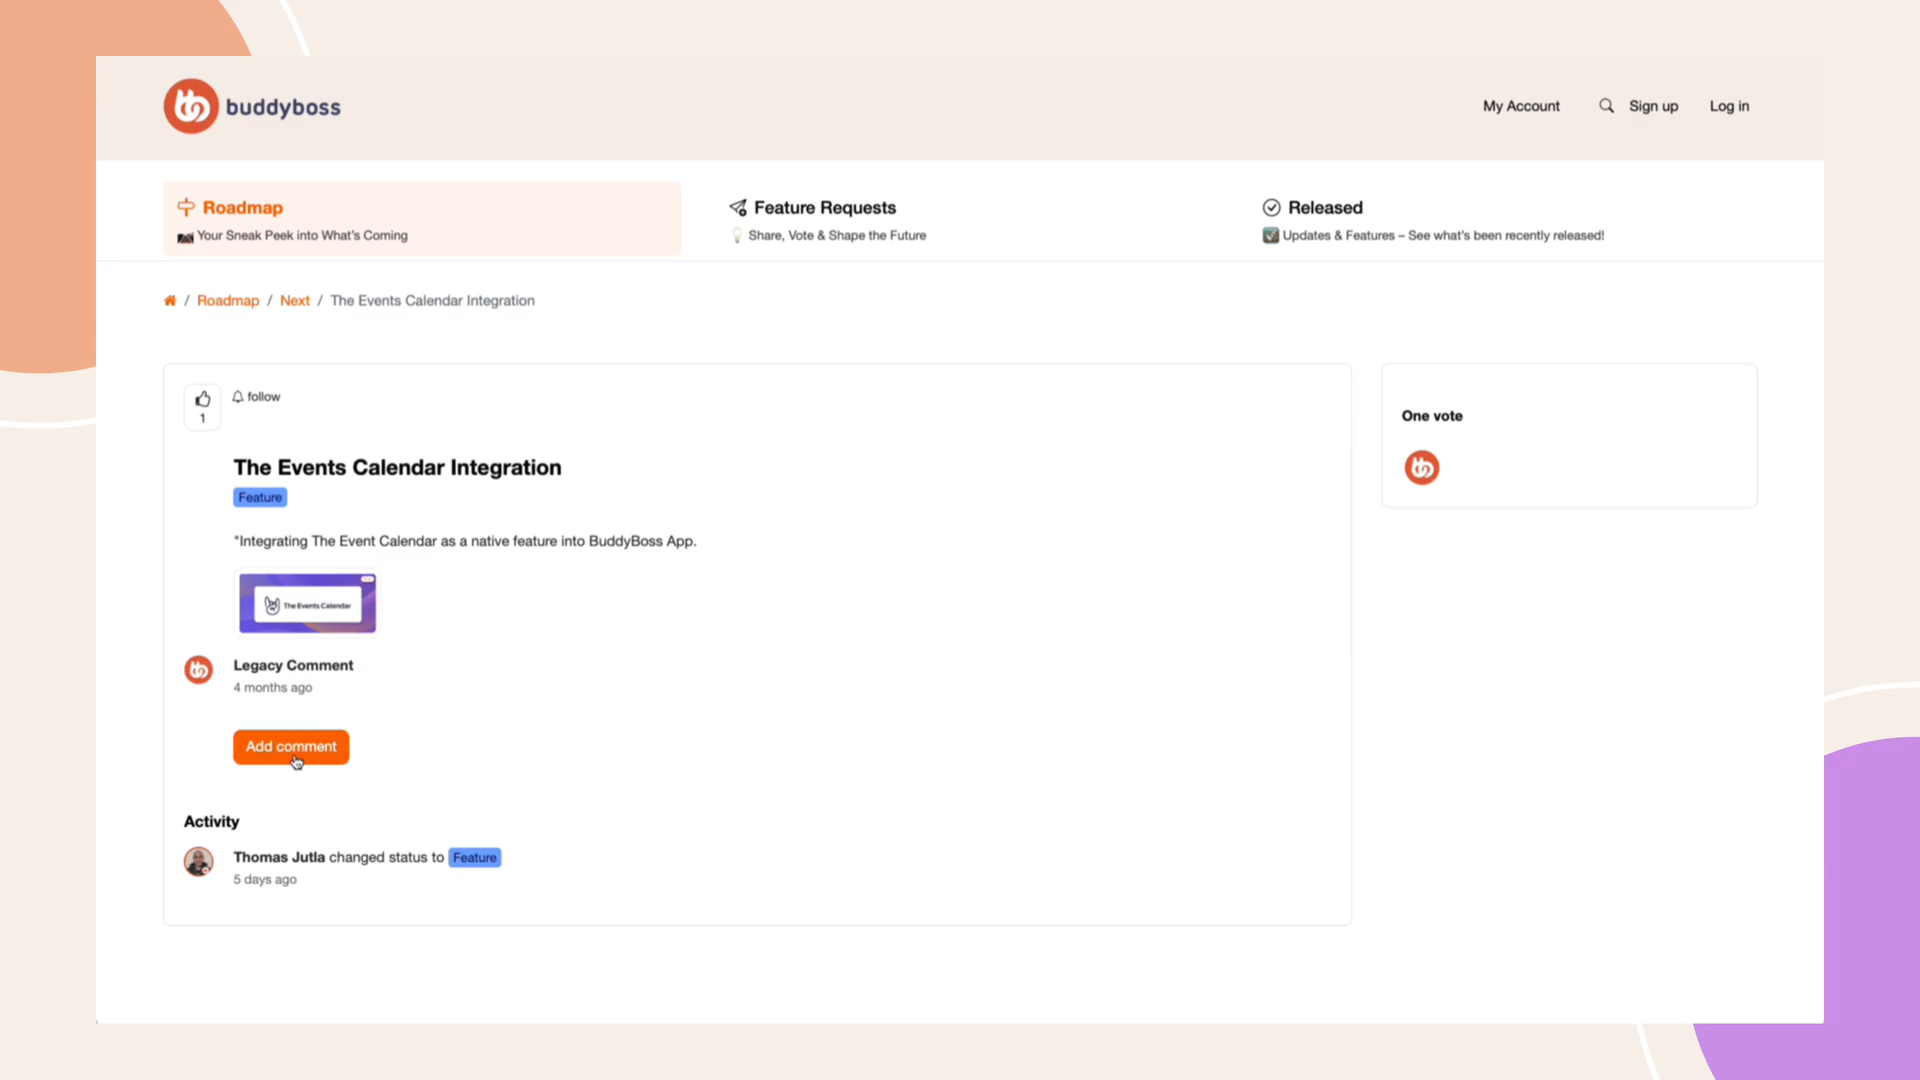 buddyboss
My Account
Sign up
Log in
Roadmap
Your Sneak Peek into What's Coming
Feature Requests
Share, Vote & Shape the Future
Released
Updates & Features – See what's been recently released!
/ Roadmap / Next / The Events Calendar Integration
1
follow
The Events Calendar Integration
Feature
"Integrating The Event Calendar as a native feature into BuddyBoss App.
The Events Calendar
Legacy Comment
4 months ago
Add comment
Activity
Thomas Jutla changed status to Feature
5 days ago
One vote